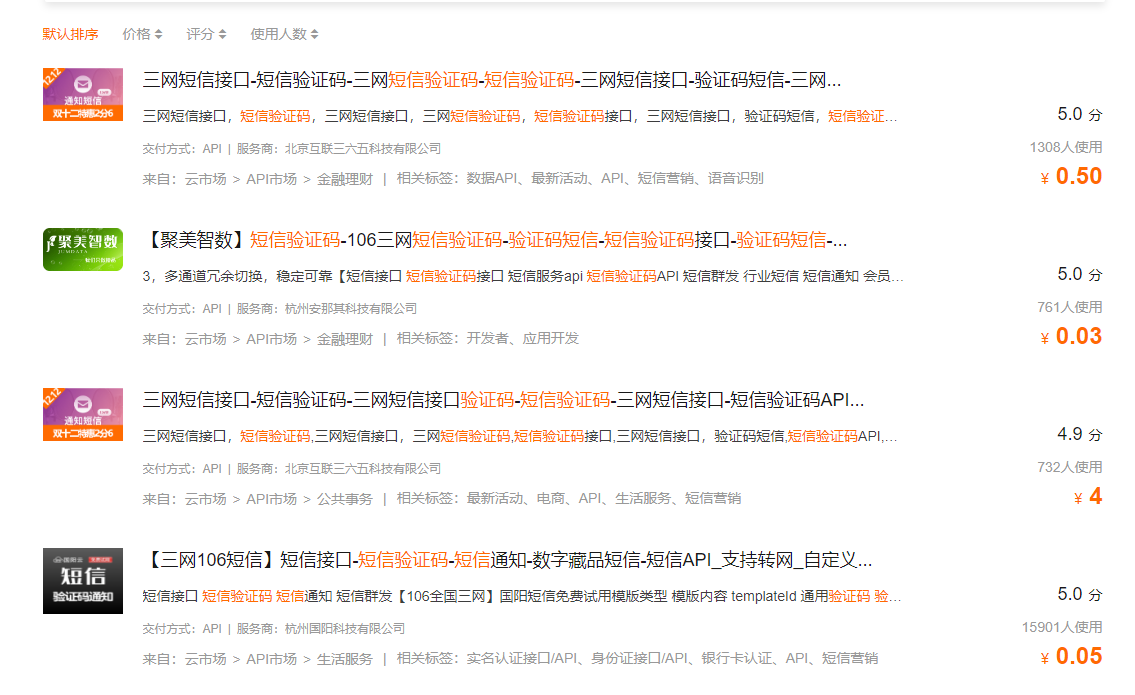 默认排序 价格 评分 使用人数
三网短信接口-短信验证码-三网短信验证码-短信验证码-三网短信接口-验证码短信-三网...
12.12
通知短信
双十二特惠2分6
三网短信接口，短信验证码，三网短信接口，三网短信验证码，短信验证码接口，三网短信接口，验证码短信，短信验证...
5.0 分
交付方式：API | 服务商：北京互联三六五科技有限公司
1308人使用
来自：云市场 > API市场 > 金融理财 | 相关标签：数据API、最新活动、API、短信营销、语音识别
¥ 0.50
【聚美智数】短信验证码-106三网短信验证码-验证码短信-短信验证码接口-验证码短信-...
聚美智数
JUMDATA
3，多通道冗余切换，稳定可靠【短信接口 短信验证码接口 短信服务api 短信验证码API 短信群发 行业短信 短信通知 会员...
5.0 分
交付方式：API | 服务商：杭州安那其科技有限公司
761人使用
来自：云市场 > API市场 > 金融理财 | 相关标签：开发者、应用开发
¥ 0.03
三网短信接口-短信验证码-三网短信接口验证码-短信验证码-三网短信接口-短信验证码API...
12.12
通知短信
双十二特惠2分6
三网短信接口，短信验证码,三网短信接口，三网短信验证码,短信验证码接口,三网短信接口，验证码短信,短信验证码API,...
4.9 分
交付方式：API | 服务商：北京互联三六五科技有限公司
732人使用
来自：云市场 > API市场 > 公共事务 | 相关标签：最新活动、电商、API、生活服务、短信营销
¥ 4
【三网106短信】短信接口-短信验证码-短信通知-数字藏品短信-短信API_支持转网_自定义...
国阳云
短信
验证码通知
短信接口 短信验证码 短信通知 短信群发【106全国三网】国阳短信免费试用模版类型 模版内容 templateId 通用验证码 验...
5.0 分
交付方式：API | 服务商：杭州国阳科技有限公司
15901人使用
来自：云市场 > API市场 > 生活服务 | 相关标签：实名认证接口/API、身份证接口/API、银行卡认证、API、短信营销
¥ 0.05